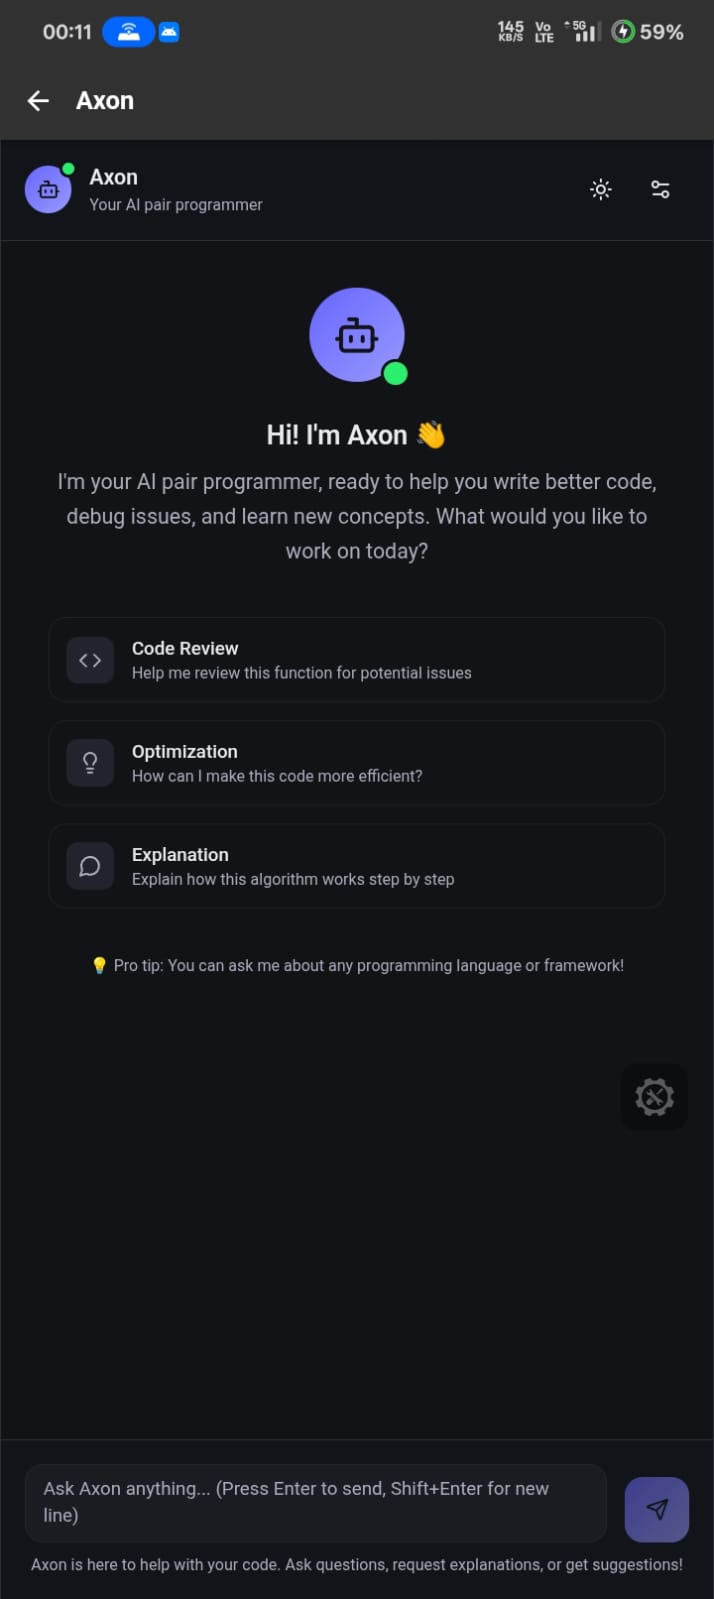 00:11
145 KB/S Vo LTE 5G 59%
Axon
Axon
Your AI pair programmer
Hi! I'm Axon 👋
I'm your AI pair programmer, ready to help you write better code,
debug issues, and learn new concepts. What would you like to
work on today?
Code Review
Help me review this function for potential issues
Optimization
How can I make this code more efficient?
Explanation
Explain how this algorithm works step by step
💡 Pro tip: You can ask me about any programming language or framework!
Ask Axon anything... (Press Enter to send, Shift+Enter for new
line)
Axon is here to help with your code. Ask questions, request explanations, or get suggestions!